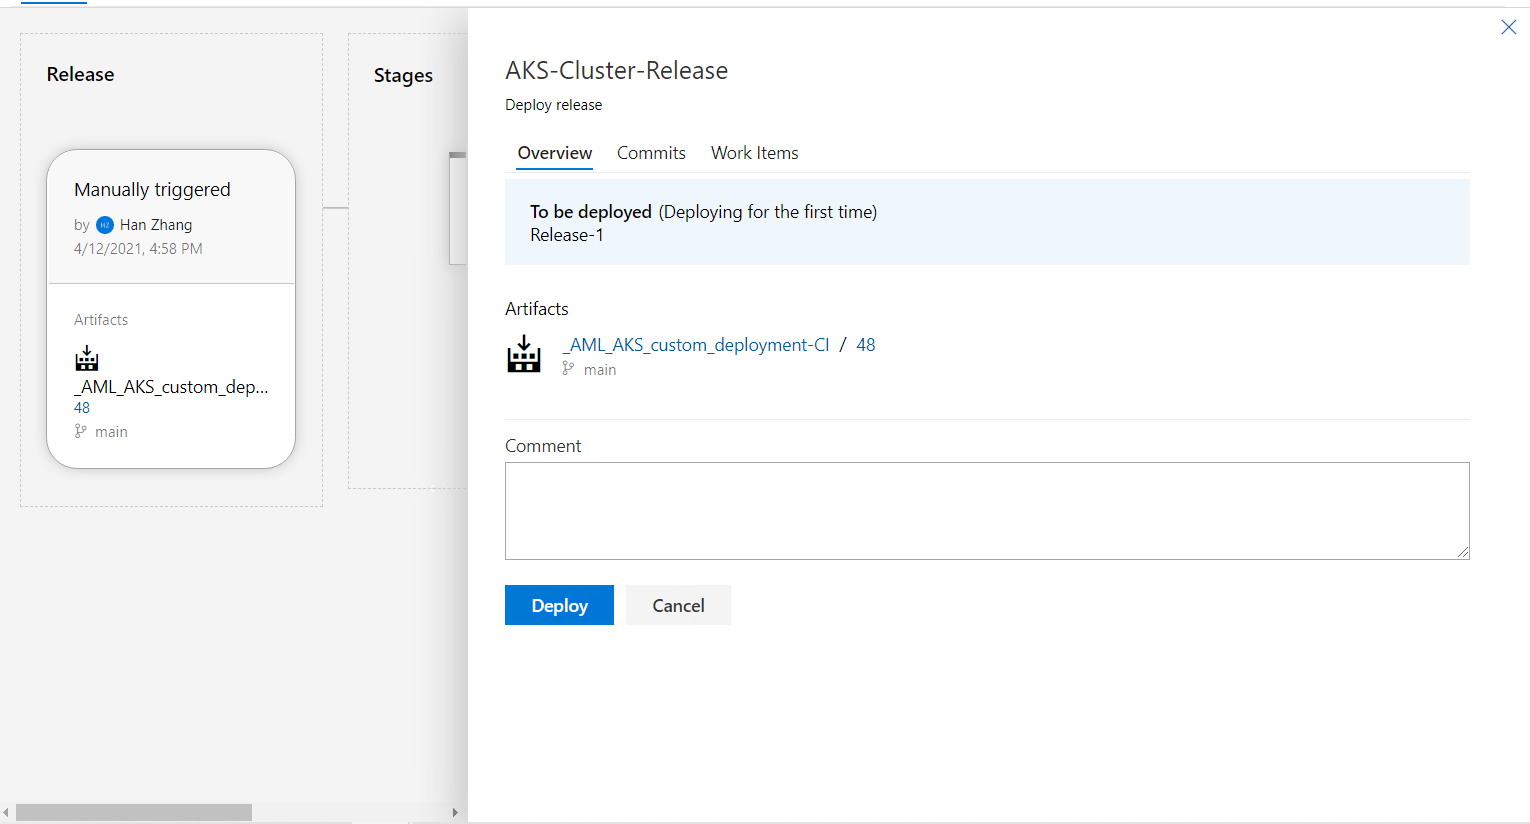 Release
Manually triggered
by HZ Han Zhang
4/12/2021, 4:58 PM
Artifacts
_AML_AKS_custom_dep...
48
main
Stages
AKS-Cluster-Release
Deploy release
Overview Commits Work Items
To be deployed (Deploying for the first time)
Release-1
Artifacts
_AML_AKS_custom_deployment-CI / 48
main
Comment
Deploy Cancel